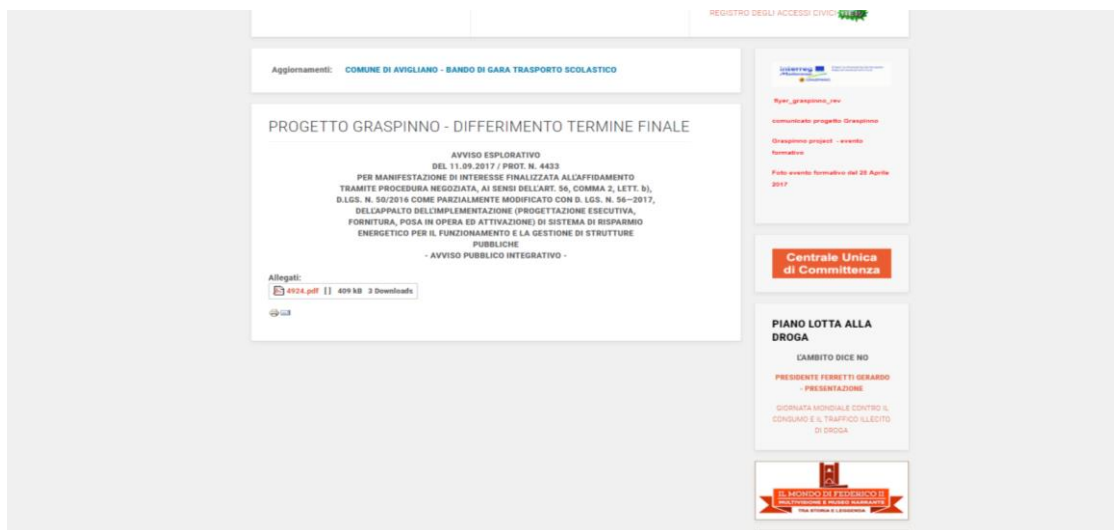 REGISTRO DEGLI ACCESSI CIVICI
Aggiornamenti: COMUNE DI AVIGLIANO - BANDO DI GARA TRASPORTO SCOLASTICO
PROGETTO GRASPINNO - DIFFERIMENTO TERMINE FINALE
AVVISO ESPLORATIVO
DEL 11.09.2017 / PROT. N. 4433
PER MANIFESTAZIONE DI INTERESSE FINALIZZATA ALL'AFFIDAMENTO
TRAMITE PROCEDURA NEGOZIATA, AI SENSI DELL'ART. 56, COMMA 2, LETT. b),
D.LGS. N. 50/2016 COME PARZIALMENTE MODIFICATO CON D. LGS. N. 56—2017,
DELL'APPALTO DELL'IMPLEMENTAZIONE (PROGETTAZIONE ESECUTIVA,
FORNITURA, POSA IN OPERA ED ATTIVAZIONE) DI SISTEMA DI RISPARMIO
ENERGETICO PER IL FUNZIONAMENTO E LA GESTIONE DI STRUTTURE
PUBBLICHE
- AVVISO PUBBLICO INTEGRATIVO -
Allegati:
4924.pdf [ ] 409 kB 3 Downloads
Interreg
flyer_graspinno_rev
comunicato progetto Graspinno
Graspinno project - evento
formativo
Foto evento formativo del 28 Aprile
2017
Centrale Unica
di Committenza
PIANO LOTTA ALLA
DROGA
L'AMBITO DICE NO
PRESIDENTE FERRETTI GERARDO
- PRESENTAZIONE
GIORNATA MONDIALE CONTRO IL
CONSUMO E IL TRAFFICO ILLECITO
DI DROGA
IL MONDO DI FEDERICO II
MULTIVISIONE E MUSEO NARRANTE
TRA STORIA E LEGGENDA